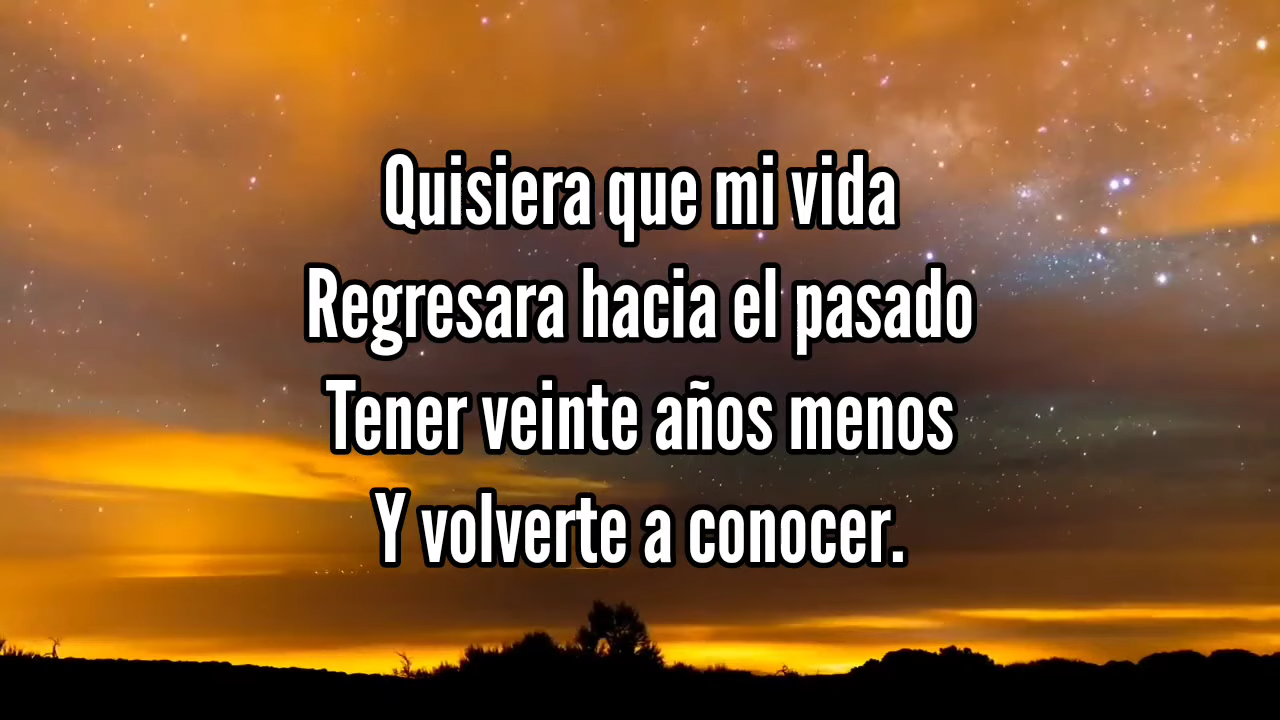 Quisiera que mi vida
Regresara hacia el pasado
Tener veinte años menos
Y volverte a conocer.